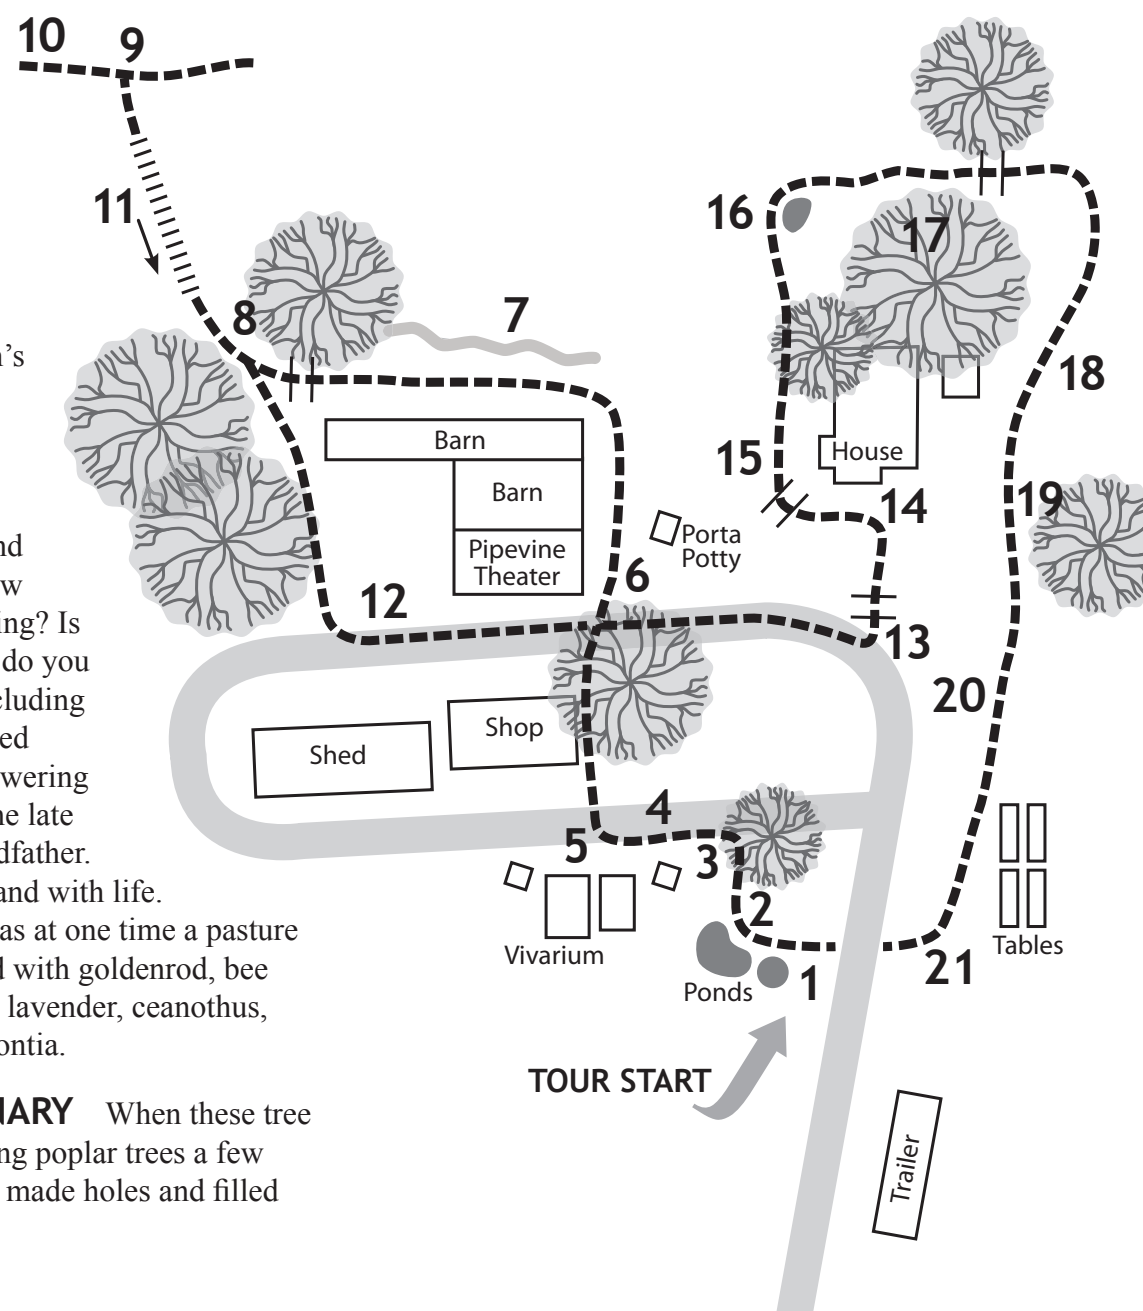 10
9
11
8
7
16
17
18
15
House
14
19
Barn
Barn
Pipevine
Theater
Porta
Potty
6
12
13
20
Shed
Shop
4
5
3
2
Vivarium
Ponds
1
21
Tables
TOUR START
Trailer
's
nd
w
ing? Is
do you
cluding
ed
wering
he late
dfather.
and with life.
as at one time a pasture
d with goldenrod, bee
lavender, ceanothus,
ontia.
NARY When these tree
ng poplar trees a few
made holes and filled